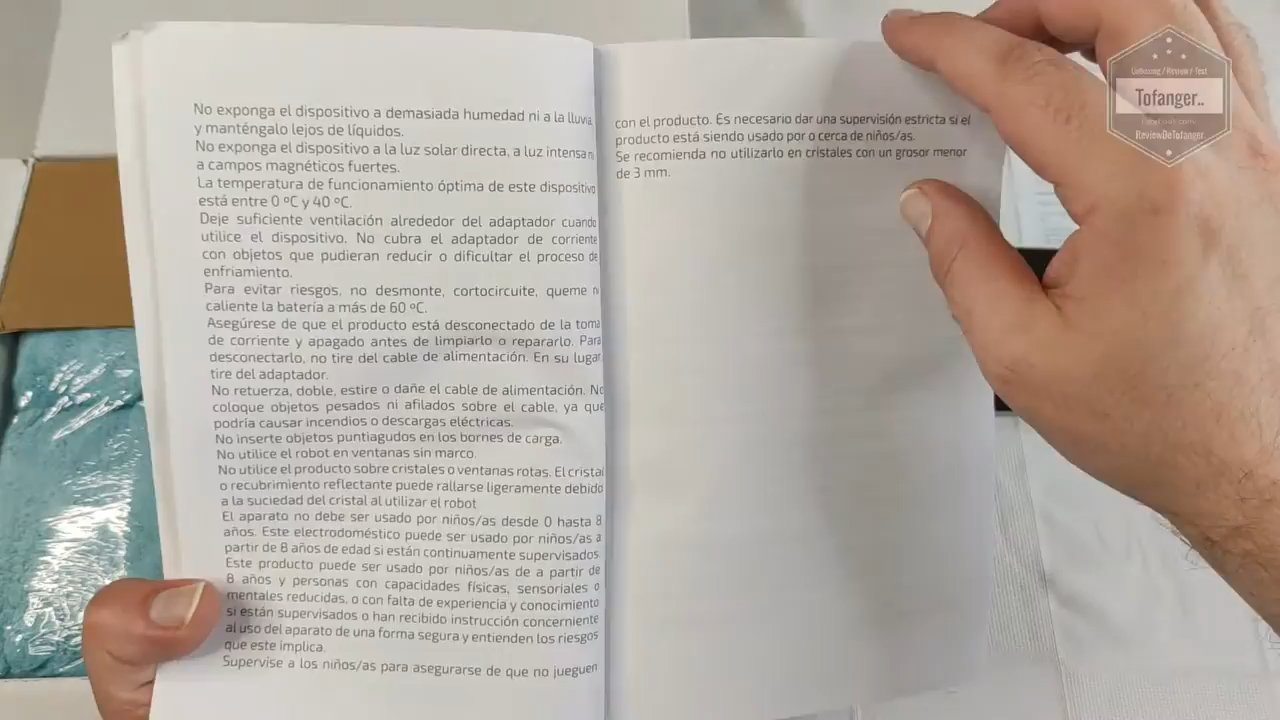 No exponga el dispositivo a demasiada humedad ni a la lluvia,
y manténgalo lejos de líquidos.
No exponga el dispositivo a la luz solar directa, a luz intensa
a campos magnéticos fuertes.
La temperatura de funcionamiento óptima de este dispositivo
está entre 0 ºC y 40 ºC.
Deje suficiente ventilación alrededor del adaptador cuando
utilice el dispositivo. No cubra el adaptador de corriente
con objetos que pudieran reducir o dificultar el proceso de
enfriamiento.
Para evitar riesgos, no desmonte, cortocircuite, queme
caliente la batería a más de 60 ºC.
Asegúrese de que el producto está desconectado de la toma
de corriente y apagado antes de limpiarlo o repararlo. Para
desconectarlo, no tire del cable de alimentación. En su lugar
tire del adaptador.
No retuerza, doble, estire o dañe el cable de alimentación. No
coloque objetos pesados ni afilados sobre el cable, ya que
podría causar incendios o descargas eléctricas.
No inserte objetos puntiagudos en los bornes de carga.
No utilice el robot en ventanas sin marco.
No utilice el producto sobre cristales o ventanas rotas. El cristal
o recubrimiento reflectante puede rallarse ligeramente debido
a la suciedad del cristal al utilizar el robot
El aparato no debe ser usado por niños/as desde 0 hasta 8
años. Este electrodoméstico puede ser usado por niños/as a
partir de 8 años de edad si están continuamente supervisados.
Este producto puede ser usado por niños/as de a partir de
8 años y personas con capacidades físicas, sensoriales o
mentales reducidas, o con falta de experiencia y conocimiento
si están supervisados o han recibido instrucción concerniente
al uso del aparato de una forma segura y entienden los riesgos
que este implica.
Supervise a los niños/as para asegurarse de que no jueguen
con el producto. Es necesario dar una supervisión estricta si el
producto está siendo usado por o cerca de niños/as.
Se recomienda no utilizarlo en cristales con un grosor menor
de 3 mm.
Unboxing / Review / Test
Tofanger..
Facebook.com/
ReviewDeTofanger